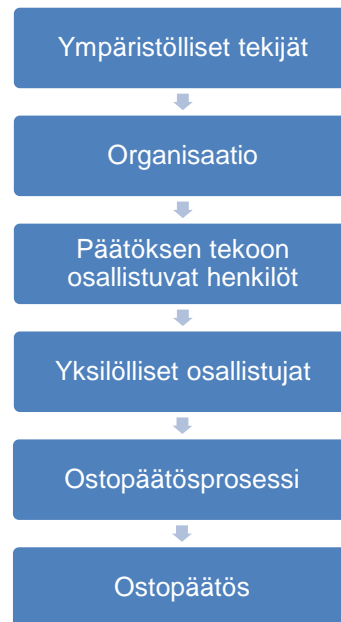 Ympäristölliset tekijät
Organisaatio
Päätöksen tekoon
osallistuvat henkilöt
Yksilölliset osallistujat
Ostopäätösprosessi
Ostopäätös